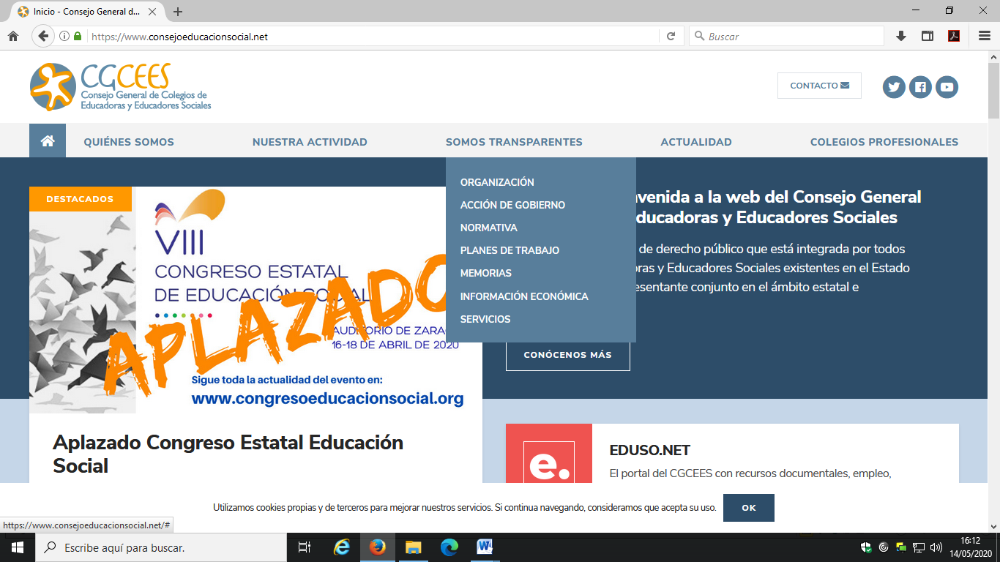 Inicio - Consejo General d...
https://www.consejoeducacionsocial.net
Buscar
CGCEES
Consejo General de Colegios de
Educadoras y Educadores Sociales
CONTACTO
QUIÉNES SOMOS
NUESTRA ACTIVIDAD
SOMOS TRANSPARENTES
ACTUALIDAD
COLEGIOS PROFESIONALES
ORGANIZACIÓN
ACCIÓN DE GOBIERNO
NORMATIVA
PLANES DE TRABAJO
MEMORIAS
INFORMACIÓN ECONÓMICA
SERVICIOS
DESTACADOS
VIII
CONGRESO ESTATAL
DE EDUCACIÓN SOCIAL
APLAZADO
AUDITORIO DE ZARA
16-18 DE ABRIL DE 2020
Sigue toda la actualidad del evento en:
www.congresoeducacionsocial.org
Aplazado Congreso Estatal Educación
Social
venida a la web del Consejo General
ducadoras y Educadores Sociales
de derecho público que está integrada por todos
ras y Educadores Sociales existentes en el Estado
esentante conjunto en el ámbito estatal e
CONÓCENOS MÁS
e.
EDUSO.NET
El portal del CGCEES con recursos documentales, empleo,
Utilizamos cookies propias y de terceros para mejorar nuestros servicios. Si continua navegando, consideramos que acepta su uso.
OK
https://www.consejoeducacionsocial.net/#
Escribe aquí para buscar.
16:12
14/05/2020